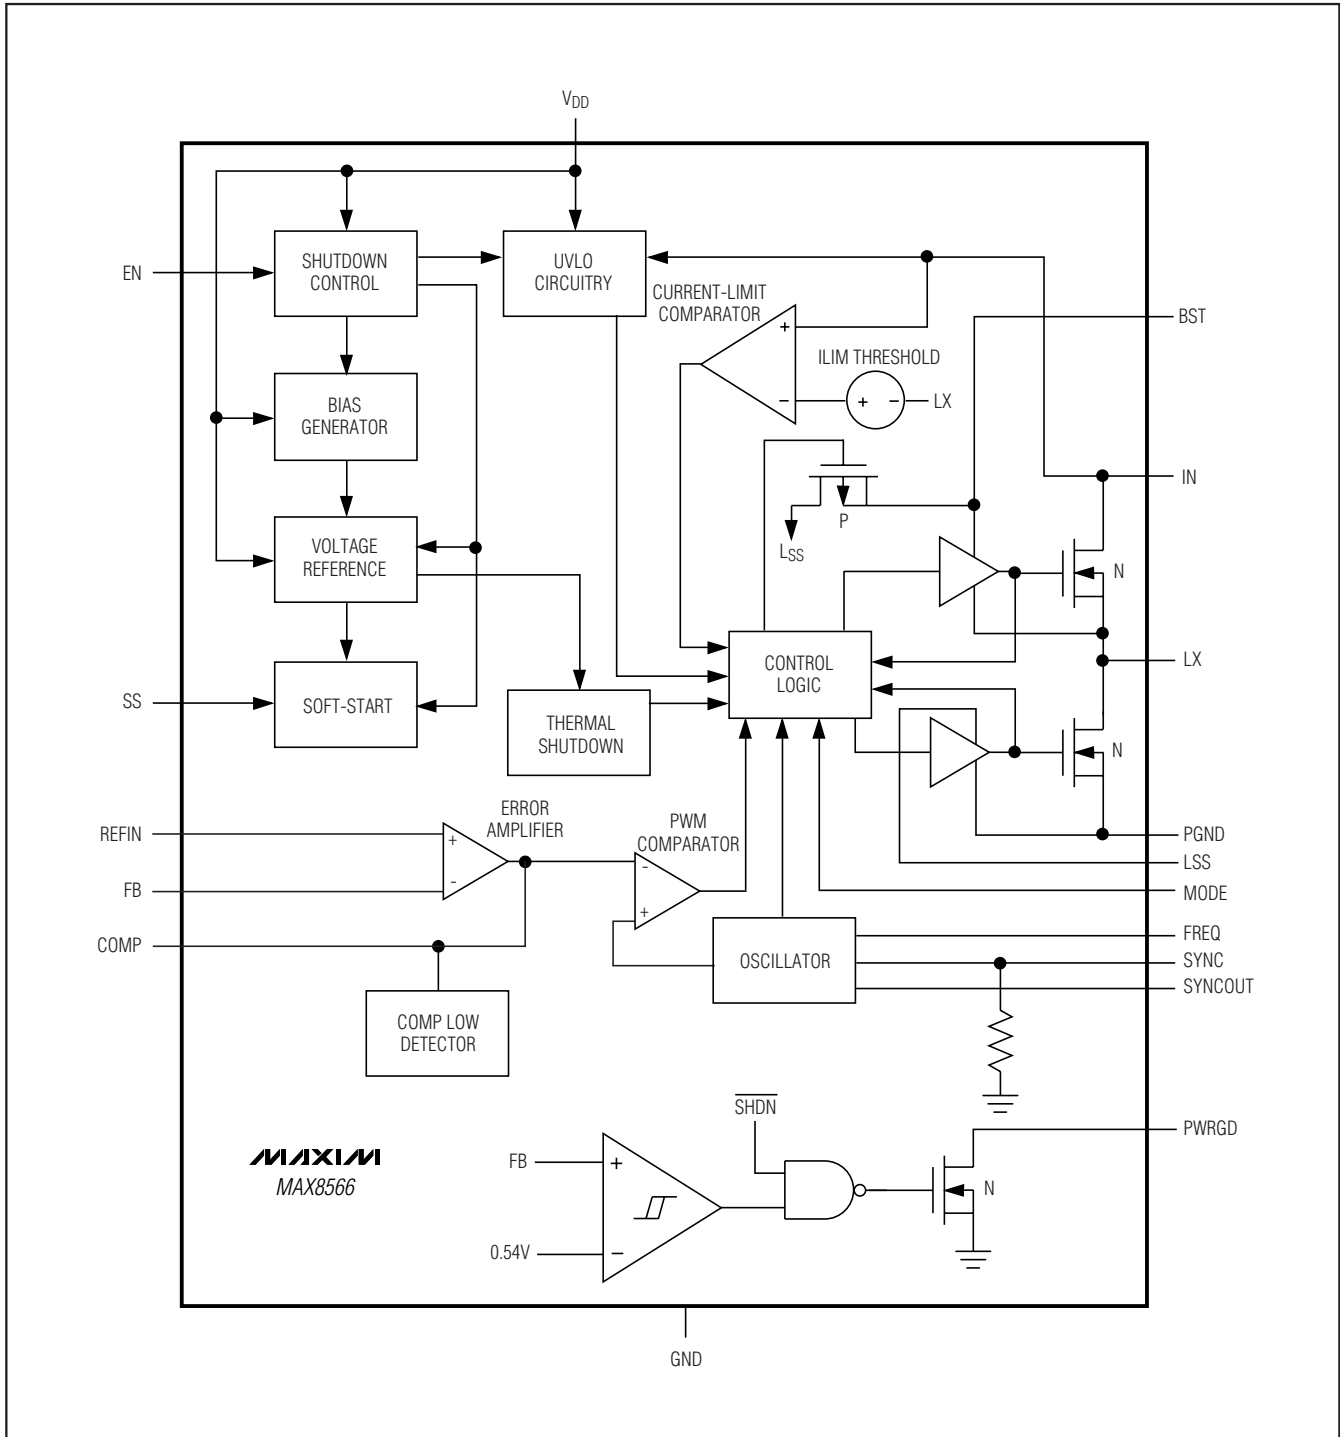 VDD
EN
SHUTDOWN
CONTROL
UVLO
CIRCUITRY
CURRENT-LIMIT
COMPARATOR
+
−
ILIM THRESHOLD
+ −
LX
BST
BIAS
GENERATOR
IN
P
LSS
VOLTAGE
REFERENCE
N
CONTROL
LOGIC
LX
SS
SOFT-START
THERMAL
SHUTDOWN
N
REFIN
+
-
ERROR
AMPLIFIER
PWM
COMPARATOR
-
+
PGND
LSS
FB
MODE
COMP
FREQ
OSCILLATOR
SYNC
SYNCOUT
COMP LOW
DETECTOR
SHDN
PWRGD
MAXIM
MAX8566
FB
+
N
0.54V
−
GND